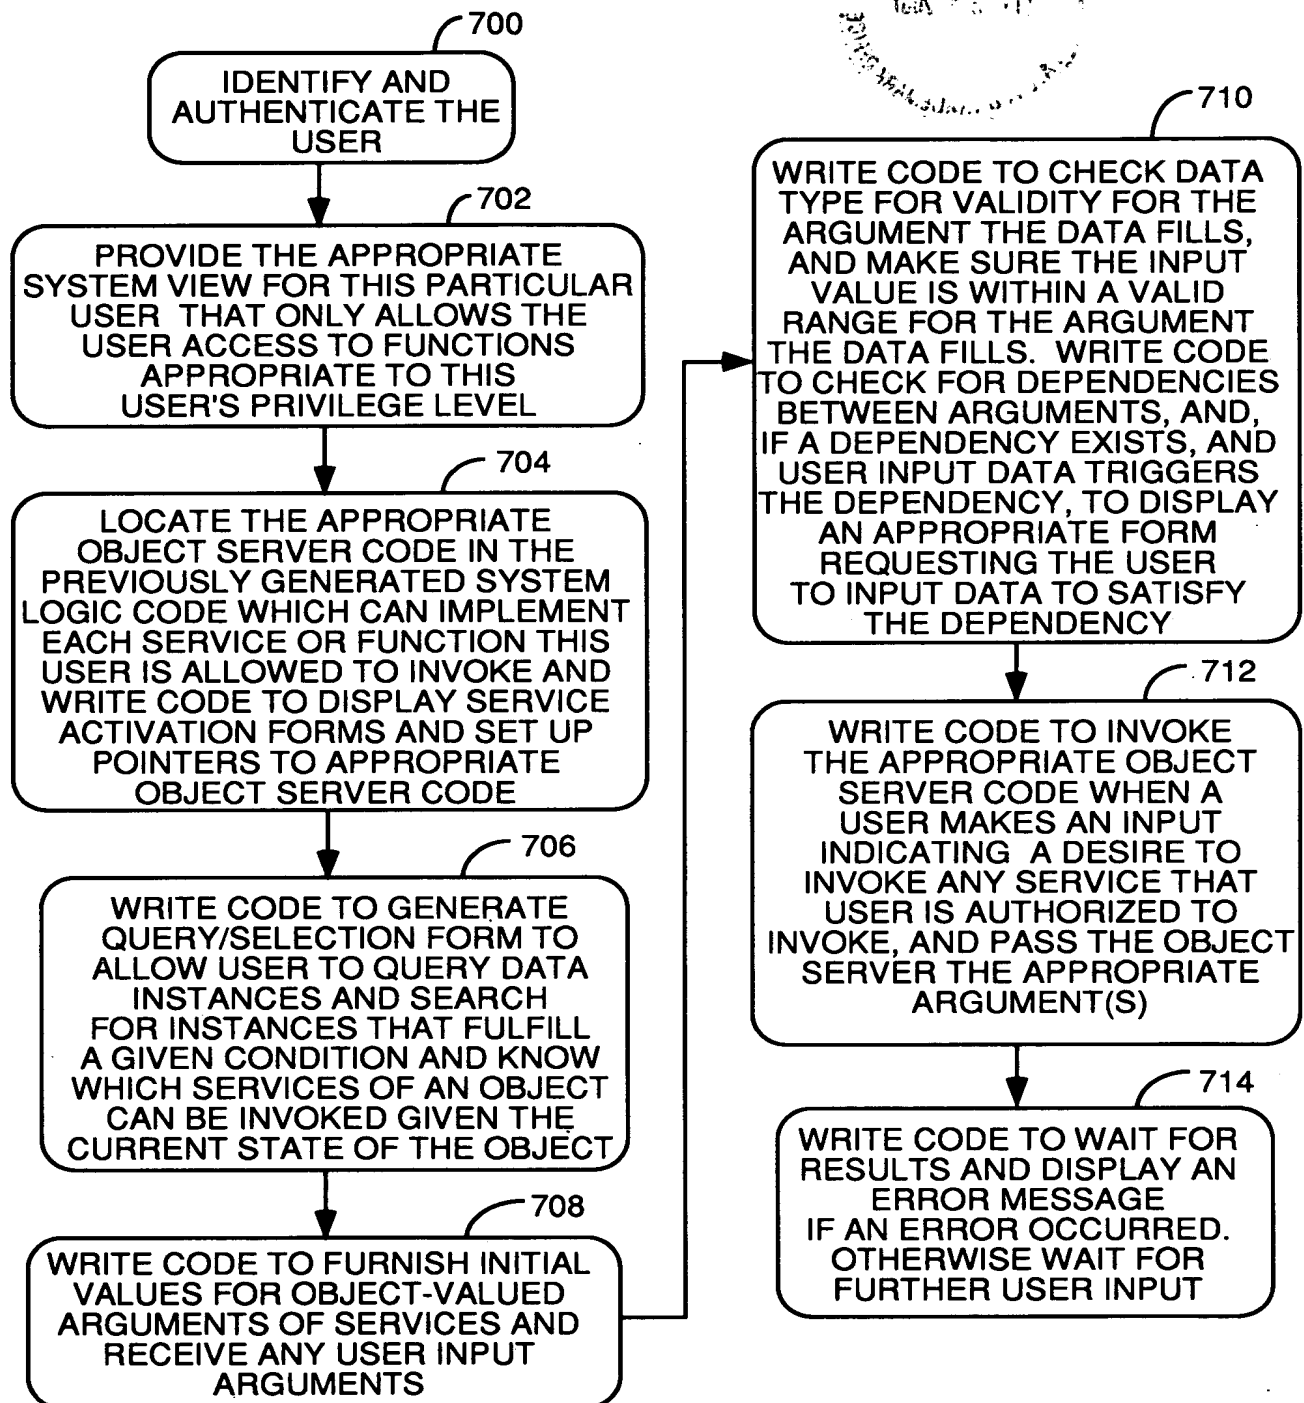 700
IDENTIFY AND
AUTHENTICATE THE
USER
702
PROVIDE THE APPROPRIATE
SYSTEM VIEW FOR THIS PARTICULAR
USER THAT ONLY ALLOWS THE
USER ACCESS TO FUNCTIONS
APPROPRIATE TO THIS
USER'S PRIVILEGE LEVEL
704
LOCATE THE APPROPRIATE
OBJECT SERVER CODE IN THE
PREVIOUSLY GENERATED SYSTEM
LOGIC CODE WHICH CAN IMPLEMENT
EACH SERVICE OR FUNCTION THIS
USER IS ALLOWED TO INVOKE AND
WRITE CODE TO DISPLAY SERVICE
ACTIVATION FORMS AND SET UP
POINTERS TO APPROPRIATE
OBJECT SERVER CODE
706
WRITE CODE TO GENERATE
QUERY/SELECTION FORM TO
ALLOW USER TO QUERY DATA
INSTANCES AND SEARCH
FOR INSTANCES THAT FULFILL
A GIVEN CONDITION AND KNOW
WHICH SERVICES OF AN OBJECT
CAN BE INVOKED GIVEN THE
CURRENT STATE OF THE OBJECT
708
WRITE CODE TO FURNISH INITIAL
VALUES FOR OBJECT-VALUED
ARGUMENTS OF SERVICES AND
RECEIVE ANY USER INPUT
ARGUMENTS
710
WRITE CODE TO CHECK DATA
TYPE FOR VALIDITY FOR THE
ARGUMENT THE DATA FILLS,
AND MAKE SURE THE INPUT
VALUE IS WITHIN A VALID
RANGE FOR THE ARGUMENT
THE DATA FILLS. WRITE CODE
TO CHECK FOR DEPENDENCIES
BETWEEN ARGUMENTS, AND,
IF A DEPENDENCY EXISTS, AND
USER INPUT DATA TRIGGERS
THE DEPENDENCY, TO DISPLAY
AN APPROPRIATE FORM
REQUESTING THE USER
TO INPUT DATA TO SATISFY
THE DEPENDENCY
712
WRITE CODE TO INVOKE
THE APPROPRIATE OBJECT
SERVER CODE WHEN A
USER MAKES AN INPUT
INDICATING A DESIRE TO
INVOKE ANY SERVICE THAT
USER IS AUTHORIZED TO
INVOKE, AND PASS THE OBJECT
SERVER THE APPROPRIATE
ARGUMENT(S)
714
WRITE CODE TO WAIT FOR
RESULTS AND DISPLAY AN
ERROR MESSAGE
IF AN ERROR OCCURRED.
OTHERWISE WAIT FOR
FURTHER USER INPUT